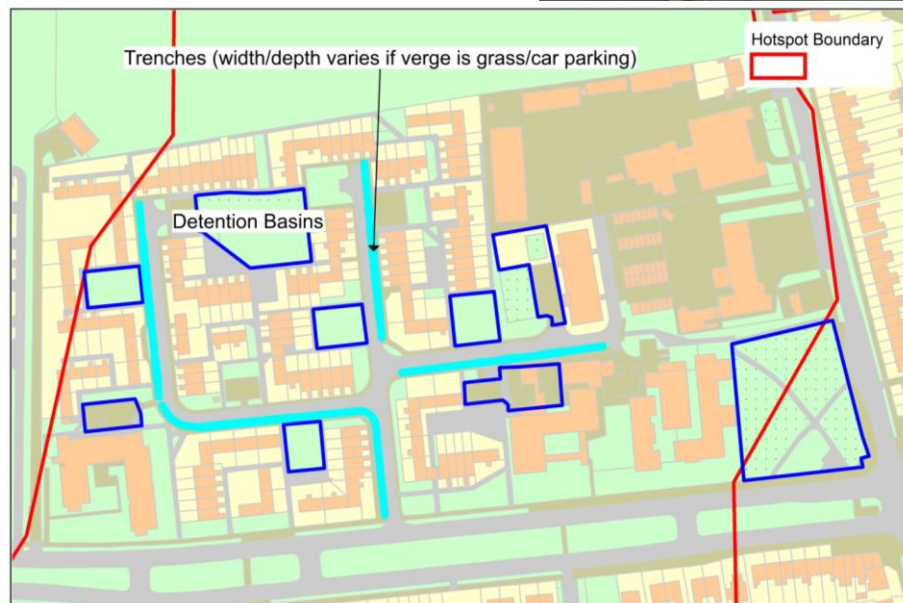 Trenches (width/depth varies if verge is grass/car parking)
Hotspot Boundary
Detention Basins